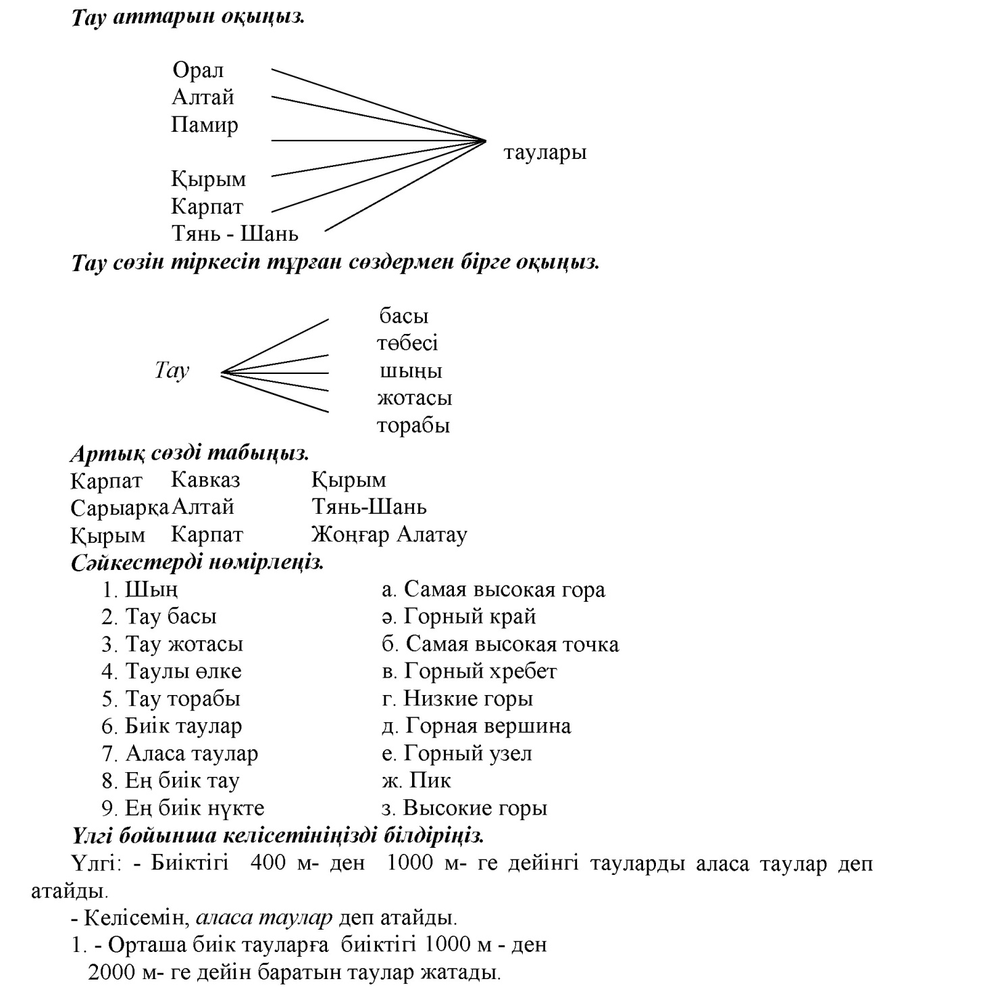 Тау аттарын оқыңыз.
Орал
Алтай
Памир
таулары
Қырым
Карпат
Тянь - Шань
Тау сөзін тіркесіп тұрған сөздермен бірге оқыңыз.
басы
төбесі
Тау шыңы
жотасы
торабы
Артық сөзді табыңыз.
Карпат Кавказ Қырым
Сарыарқа Алтай Тянь-Шань
Қырым Карпат Жоңғар Алатау
Сәйкестерді нөмірлеңіз.
1. Шың а. Самая высокая гора
2. Тау басы ә. Горный край
3. Тау жотасы б. Самая высокая точка
4. Таулы өлке в. Горный хребет
5. Тау торабы г. Низкие горы
6. Биік таулар д. Горная вершина
7. Аласа таулар е. Горный узел
8. Ең биік тау ж. Пик
9. Ең биік нүкте з. Высокие горы
Үлгі бойынша келісетініңізді білдіріңіз.
Үлгі: - Биіктігі 400 м- ден 1000 м- ге дейінгі тауларды аласа таулар деп
атайды.
- Келісемін, аласа таулар деп атайды.
1. - Орташа биік тауларға биіктігі 1000 м - ден
2000 м- ге дейін баратын таулар жатады.